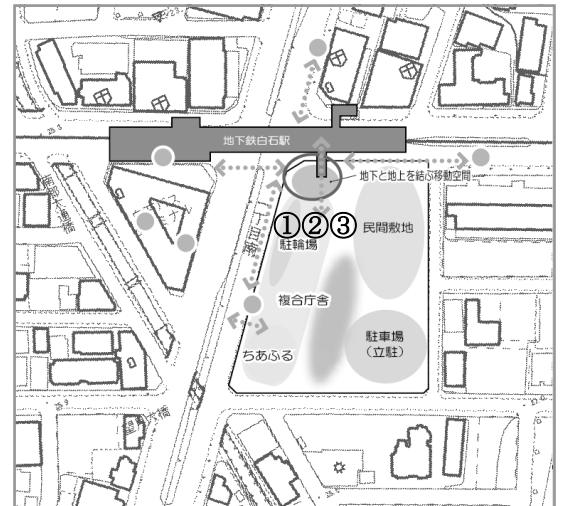 地下鉄白石駅
地下と地上を結ぶ移動空間
①②③
民間敷地
駐輪場
複合庁舎
駐車場
(立駐)
ちあふる